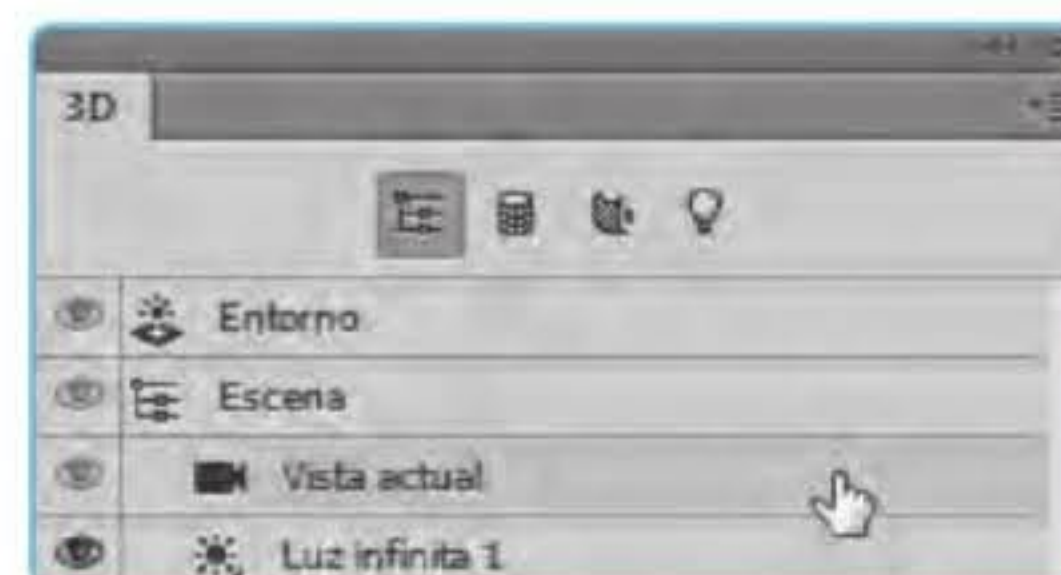 3D
Entorno
Escena
Vista actual
Luz infinita 1